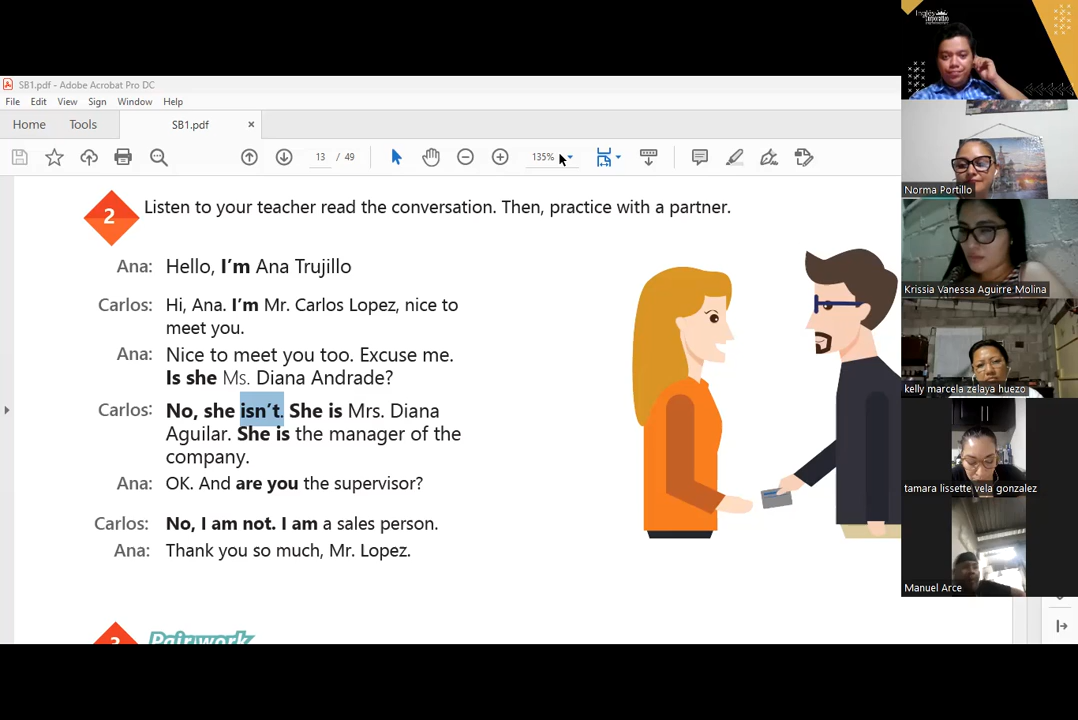 SB1.pdf - Adobe Acrobat Pro DC
File Edit View Sign Window Help
Home Tools SB1.pdf ×
13 / 49 135%
2 Listen to your teacher read the conversation. Then, practice with a partner.
Ana: Hello, I'm Ana Trujillo
Carlos: Hi, Ana. I'm Mr. Carlos Lopez, nice to
meet you.
Ana: Nice to meet you too. Excuse me.
Is she Ms. Diana Andrade?
Carlos: No, she isn't. She is Mrs. Diana
Aguilar. She is the manager of the
company.
Ana: OK. And are you the supervisor?
Carlos: No, I am not. I am a sales person.
Ana: Thank you so much, Mr. Lopez.
3 Pair work
Inglés
Corporativo
Norma Portillo
Krissia Vanessa Aguirre Molina
kelly marcela zelaya huezo
tamara lissette vela gonzalez
Manuel Arce